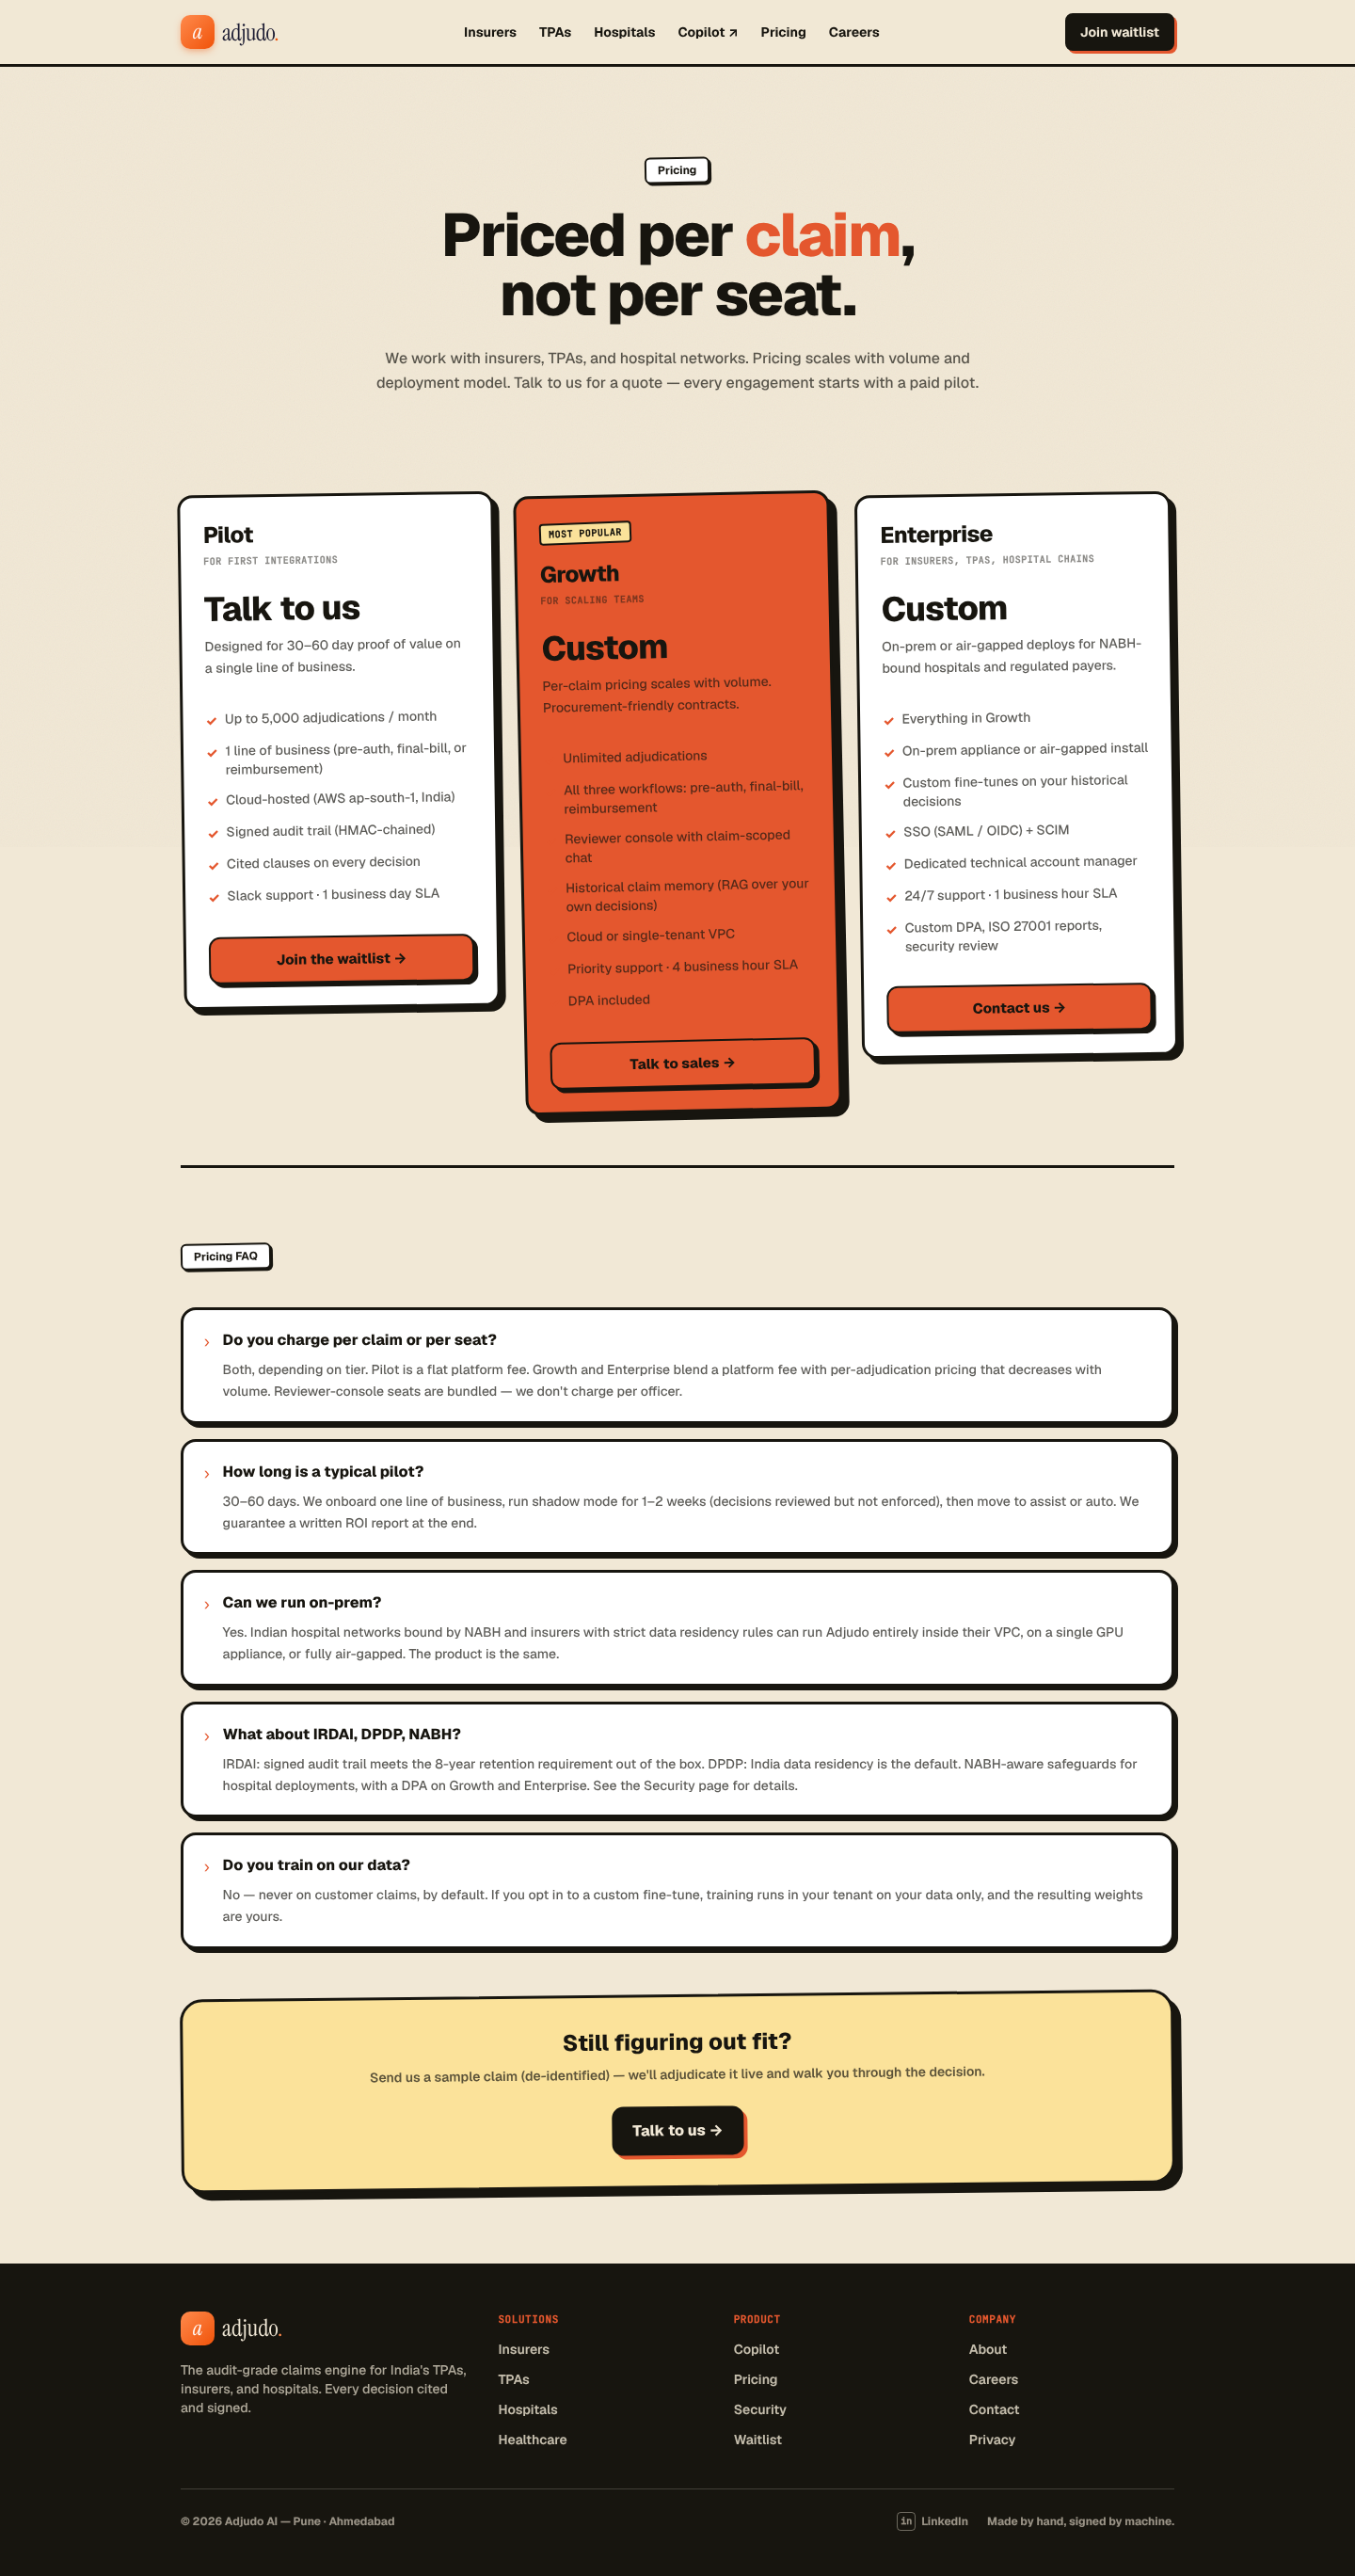 a adjudo.
Insurers TPAs Hospitals Copilot ↗ Pricing Careers
Join waitlist
Pricing
Priced per claim,
not per seat.
We work with insurers, TPAs, and hospital networks. Pricing scales with volume and
deployment model. Talk to us for a quote — every engagement starts with a paid pilot.
Pilot
FOR FIRST INTEGRATIONS
Talk to us
Designed for 30–60 day proof of value on
a single line of business.
Up to 5,000 adjudications / month
1 line of business (pre-auth, final-bill, or
reimbursement)
Cloud-hosted (AWS ap-south-1, India)
Signed audit trail (HMAC-chained)
Cited clauses on every decision
Slack support · 1 business day SLA
Join the waitlist →
MOST POPULAR
Growth
FOR SCALING TEAMS
Custom
Per-claim pricing scales with volume.
Procurement-friendly contracts.
Unlimited adjudications
All three workflows: pre-auth, final-bill,
reimbursement
Reviewer console with claim-scoped
chat
Historical claim memory (RAG over your
own decisions)
Cloud or single-tenant VPC
Priority support · 4 business hour SLA
DPA included
Talk to sales →
Enterprise
FOR INSURERS, TPAS, HOSPITAL CHAINS
Custom
On-prem or air-gapped deploys for NABH-
bound hospitals and regulated payers.
Everything in Growth
On-prem appliance or air-gapped install
Custom fine-tunes on your historical
decisions
SSO (SAML / OIDC) + SCIM
Dedicated technical account manager
24/7 support · 1 business hour SLA
Custom DPA, ISO 27001 reports,
security review
Contact us →
Pricing FAQ
› Do you charge per claim or per seat?
Both, depending on tier. Pilot is a flat platform fee. Growth and Enterprise blend a platform fee with per-adjudication pricing that decreases with
volume. Reviewer-console seats are bundled — we don't charge per officer.
› How long is a typical pilot?
30–60 days. We onboard one line of business, run shadow mode for 1–2 weeks (decisions reviewed but not enforced), then move to assist or auto. We
guarantee a written ROI report at the end.
› Can we run on-prem?
Yes. Indian hospital networks bound by NABH and insurers with strict data residency rules can run Adjudo entirely inside their VPC, on a single GPU
appliance, or fully air-gapped. The product is the same.
› What about IRDAI, DPDP, NABH?
IRDAI: signed audit trail meets the 8-year retention requirement out of the box. DPDP: India data residency is the default. NABH-aware safeguards for
hospital deployments, with a DPA on Growth and Enterprise. See the Security page for details.
› Do you train on our data?
No — never on customer claims, by default. If you opt in to a custom fine-tune, training runs in your tenant on your data only, and the resulting weights
are yours.
Still figuring out fit?
Send us a sample claim (de-identified) — we'll adjudicate it live and walk you through the decision.
Talk to us →
a adjudo.
The audit-grade claims engine for India's TPAs,
insurers, and hospitals. Every decision cited
and signed.
SOLUTIONS
Insurers
TPAs
Hospitals
Healthcare
PRODUCT
Copilot
Pricing
Security
Waitlist
COMPANY
About
Careers
Contact
Privacy
© 2026 Adjudo AI — Pune · Ahmedabad
in LinkedIn
Made by hand, signed by machine.